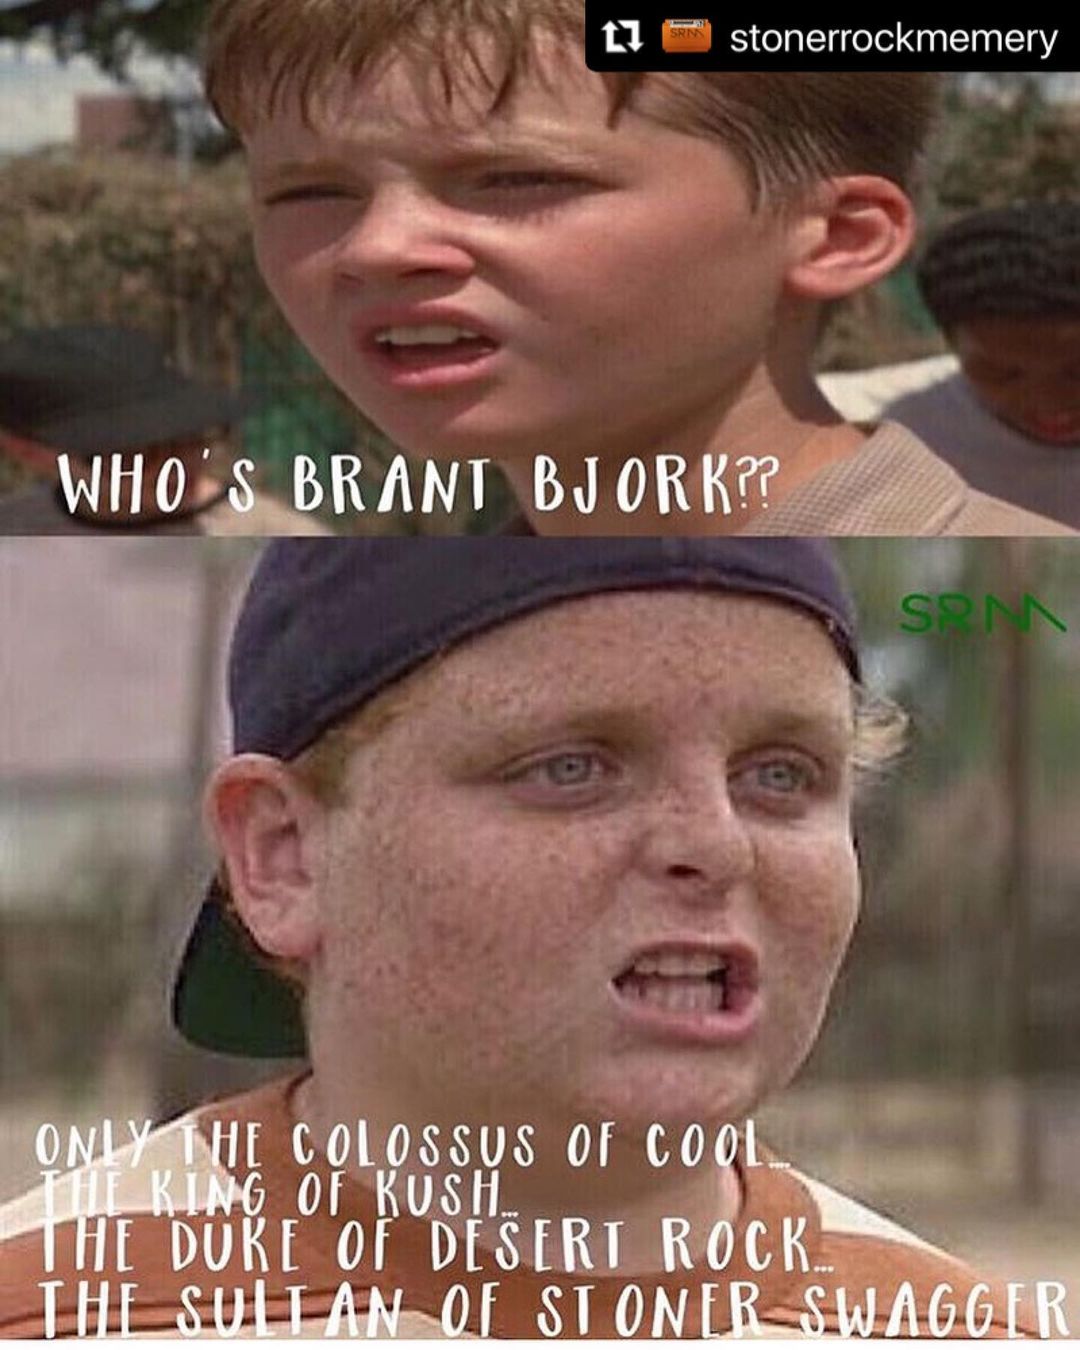 SRM stonerrockmemery
WHO'S BRANT BJORK??
SRM
ONLY THE COLOSSUS OF COOL...
THE KING OF KUSH...
THE DUKE OF DESERT ROCK...
THE SULTAN OF STONER SWAGGER